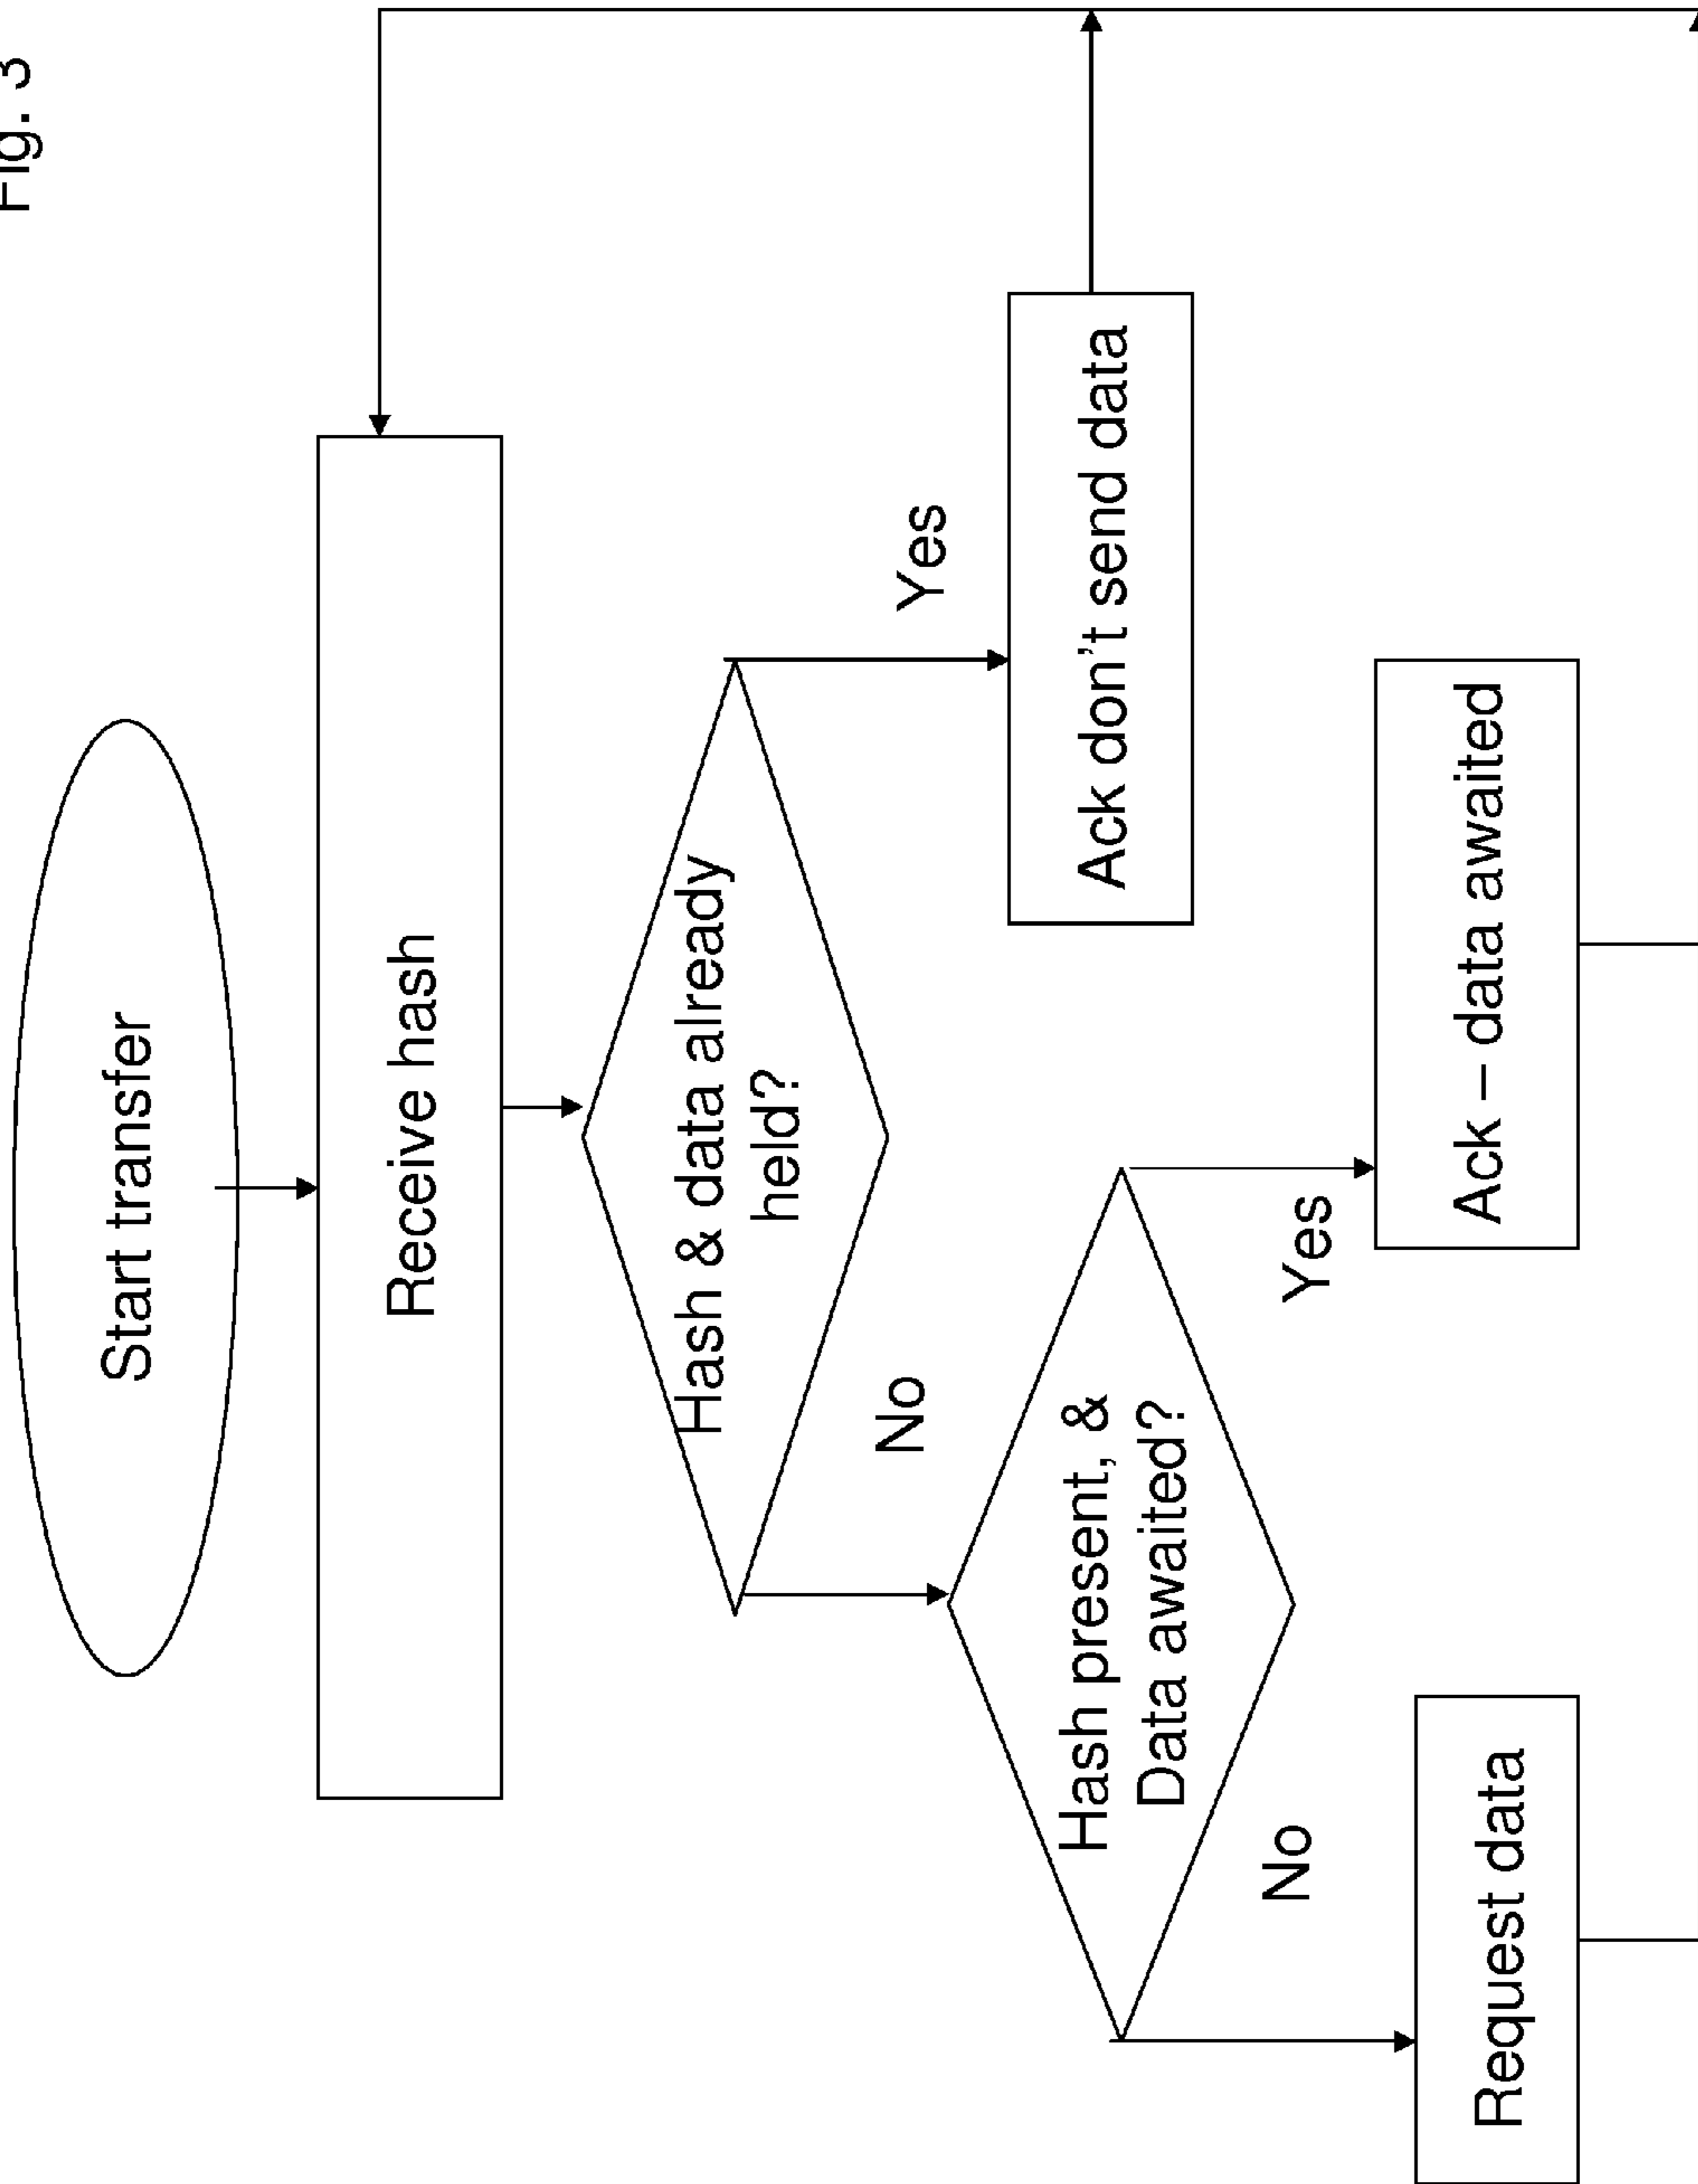 Fig. 3
Start transfer
Receive hash
Hash & data already
held?
Yes
No
Ack don't send data
Hash present, &
Data awaited?
Yes
No
Ack – data awaited
Request data